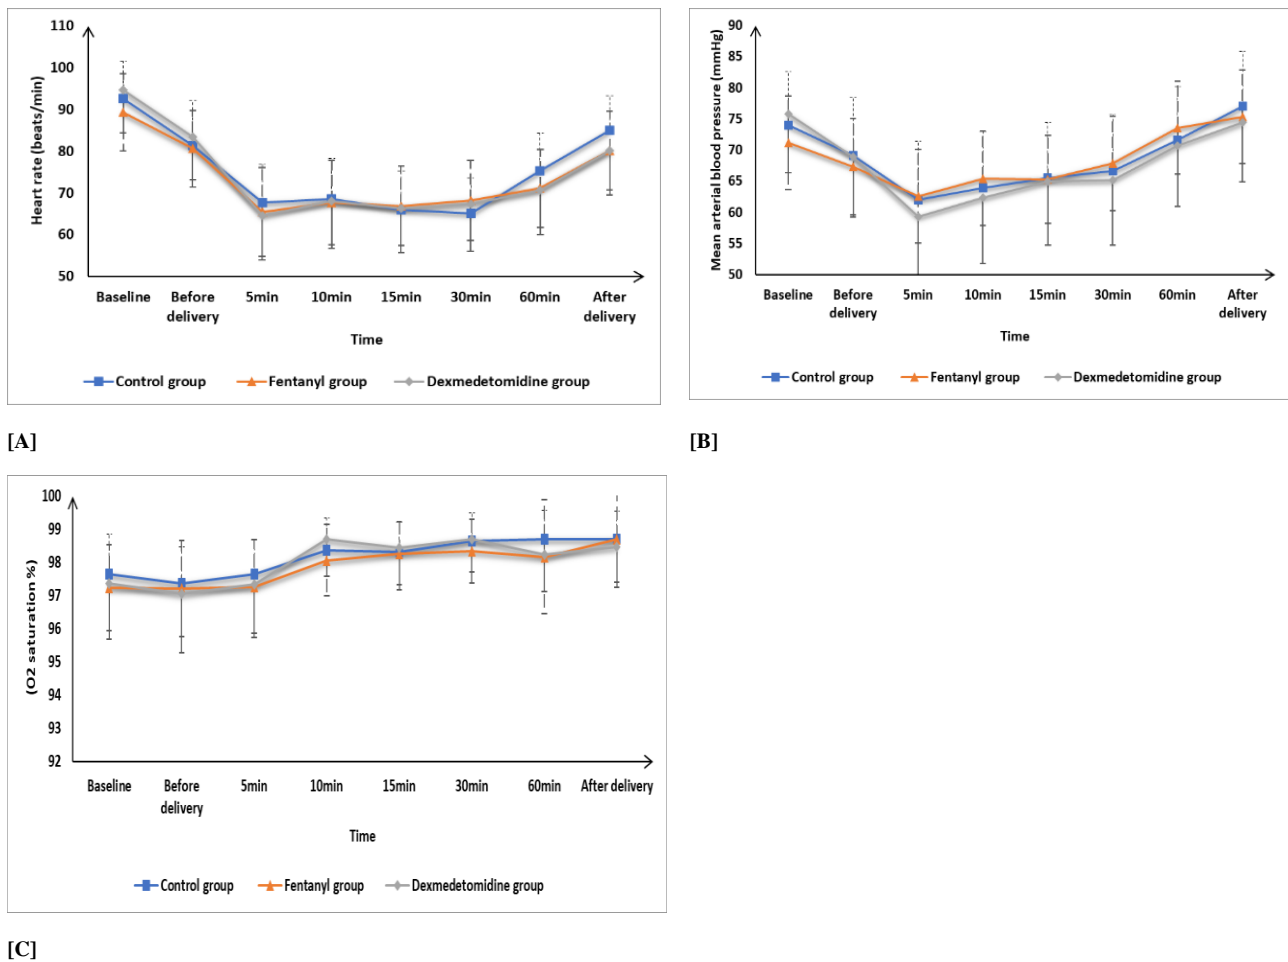 110
100
90
80
70
60
50
Heart rate (beats/min)
Baseline Before delivery 5min 10min 15min 30min 60min After delivery
Time
Control group Fentanyl group Dexmedetomidine group
[A]
90
85
80
75
70
65
60
55
50
Mean arterial blood pressure (mmHg)
Baseline Before delivery 5min 10min 15min 30min 60min After delivery
Time
Control group Fentanyl group Dexmedetomidine group
[B]
100
99
98
97
96
95
94
93
92
(O2 saturation %)
Baseline Before delivery 5min 10min 15min 30min 60min After delivery
Time
Control group Fentanyl group Dexmedetomidine group
[C]